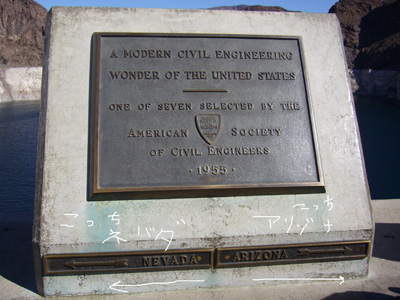 A MODERN CIVIL ENGINEERING
WONDER OF THE UNITED STATES
ONE OF SEVEN SELECTED BY THE
AMERICAN SOCIETY
OF CIVIL ENGINEERS
· 1955 ·
こっち
ネバダ
こっち
アリゾナ
NEVADA
ARIZONA